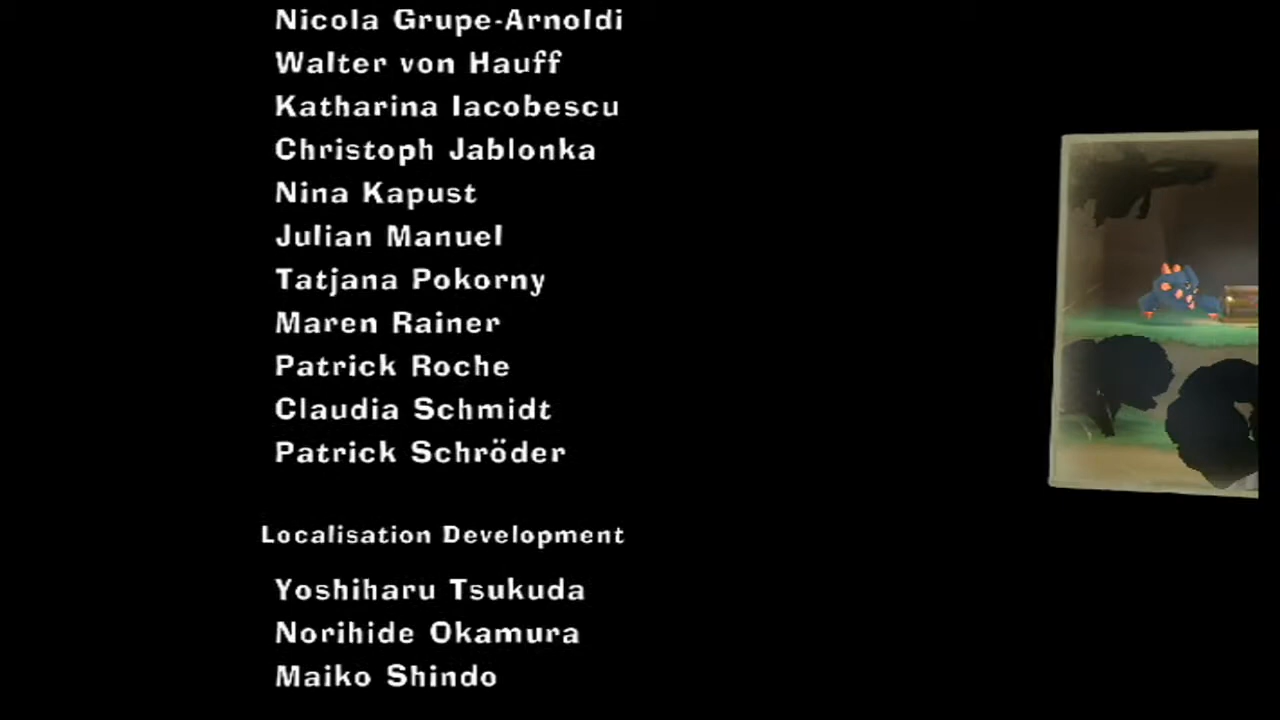 Nicola Grupe-Arnoldi
Walter von Hauff
Katharina Iacobescu
Christoph Jablonka
Nina Kapust
Julian Manuel
Tatjana Pokorny
Maren Rainer
Patrick Roche
Claudia Schmidt
Patrick Schröder
Localisation Development
Yoshiharu Tsukuda
Norihide Okamura
Maiko Shindo